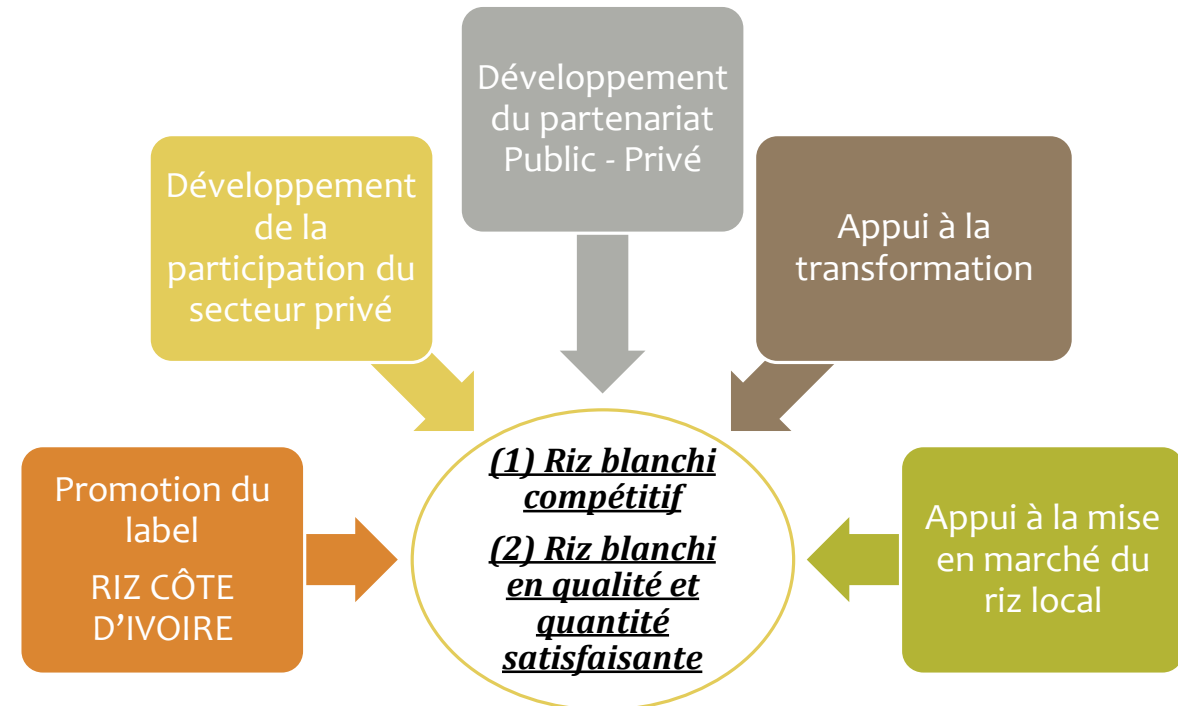 Développement
du partenariat
Public - Privé
Développement
de la
participation du
secteur privé
Appui à la
transformation
Promotion du
label
RIZ CÔTE
D’IVOIRE
(1) Riz blanchi
compétitif
(2) Riz blanchi
en qualité et
quantité
satisfaisante
Appui à la mise
en marché du
riz local